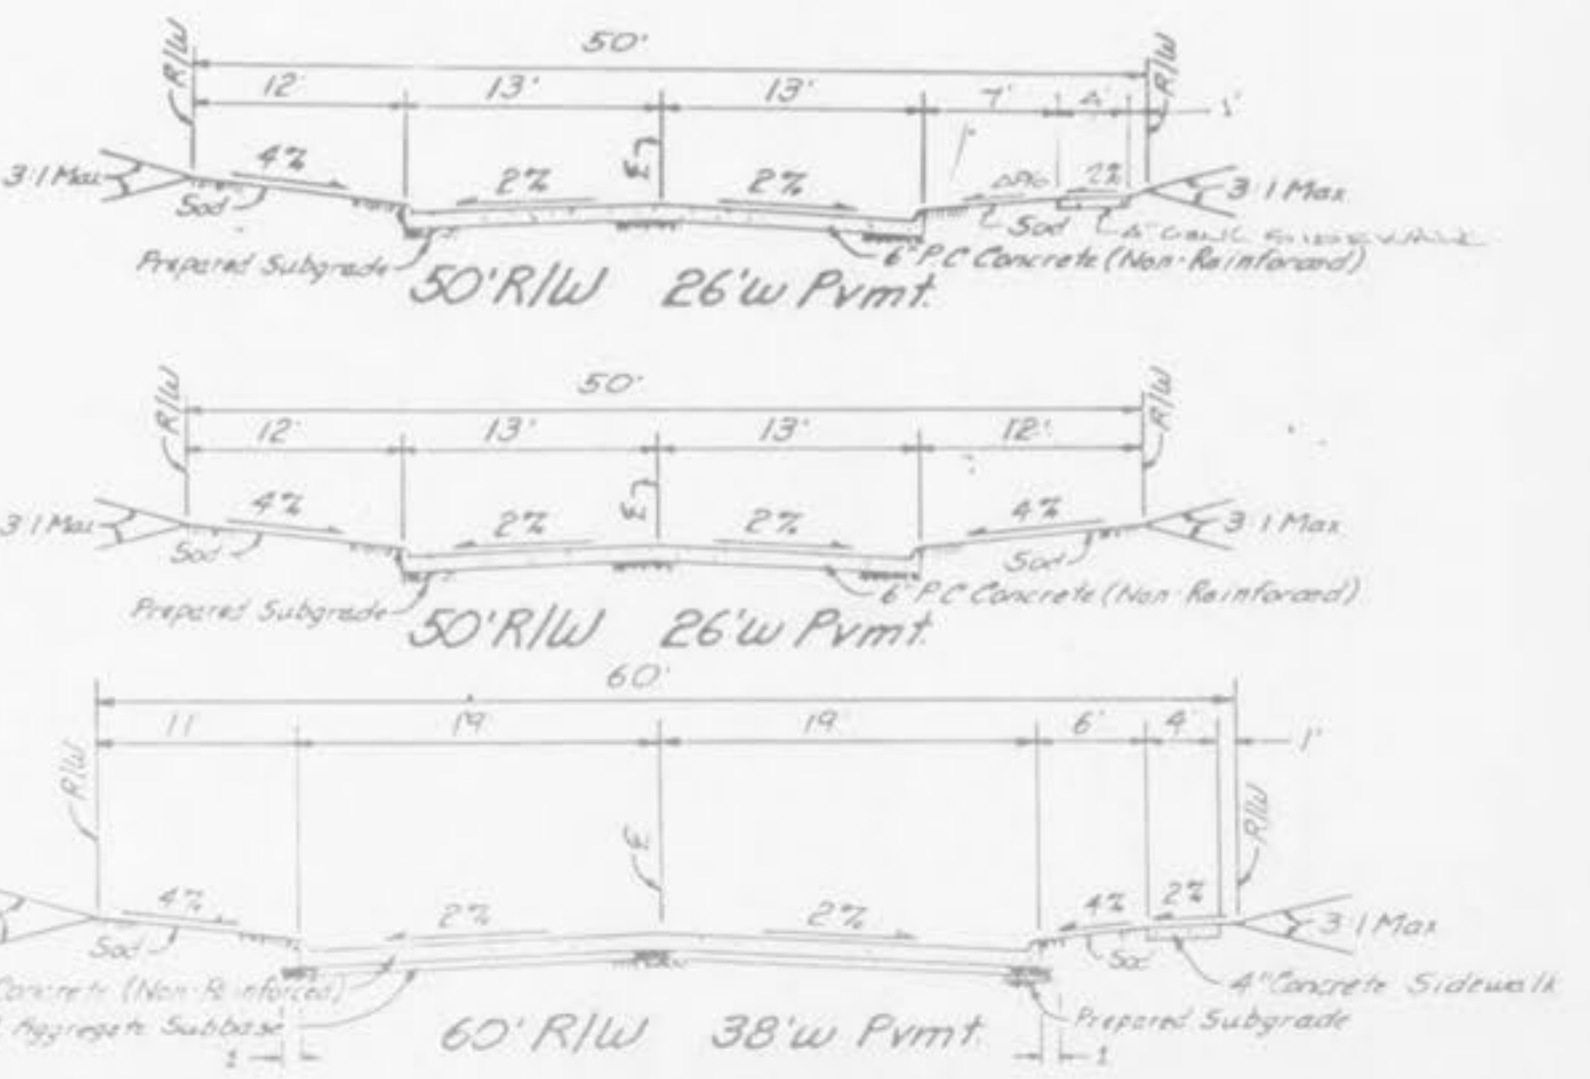 50'
R/W R/W
12' 13' 13' 7' 4' 1'
4% 2% 2% 2%
3:1 Max 3:1 Max
Sod Sod
Prepared Subgrade 6" P.C. Concrete (Non-Reinforced)
50' R/W 26'w Pvmt.
50'
R/W R/W
12' 13' 13' 12'
4% 2% 2% 4%
3:1 Max 3:1 Max
Sod Sod
Prepared Subgrade 6" P.C. Concrete (Non-Reinforced)
50' R/W 26'w Pvmt.
60'
11 19 19 6' 4' 1'
R/W R/W
4% 2% 2% 4% 2%
3:1 Max
Sod Sod
Concrete (Non-Reinforced) 4" Concrete Sidewalk
Aggregate Subbase Prepared Subgrade
60' R/W 38'w Pvmt.
1 1